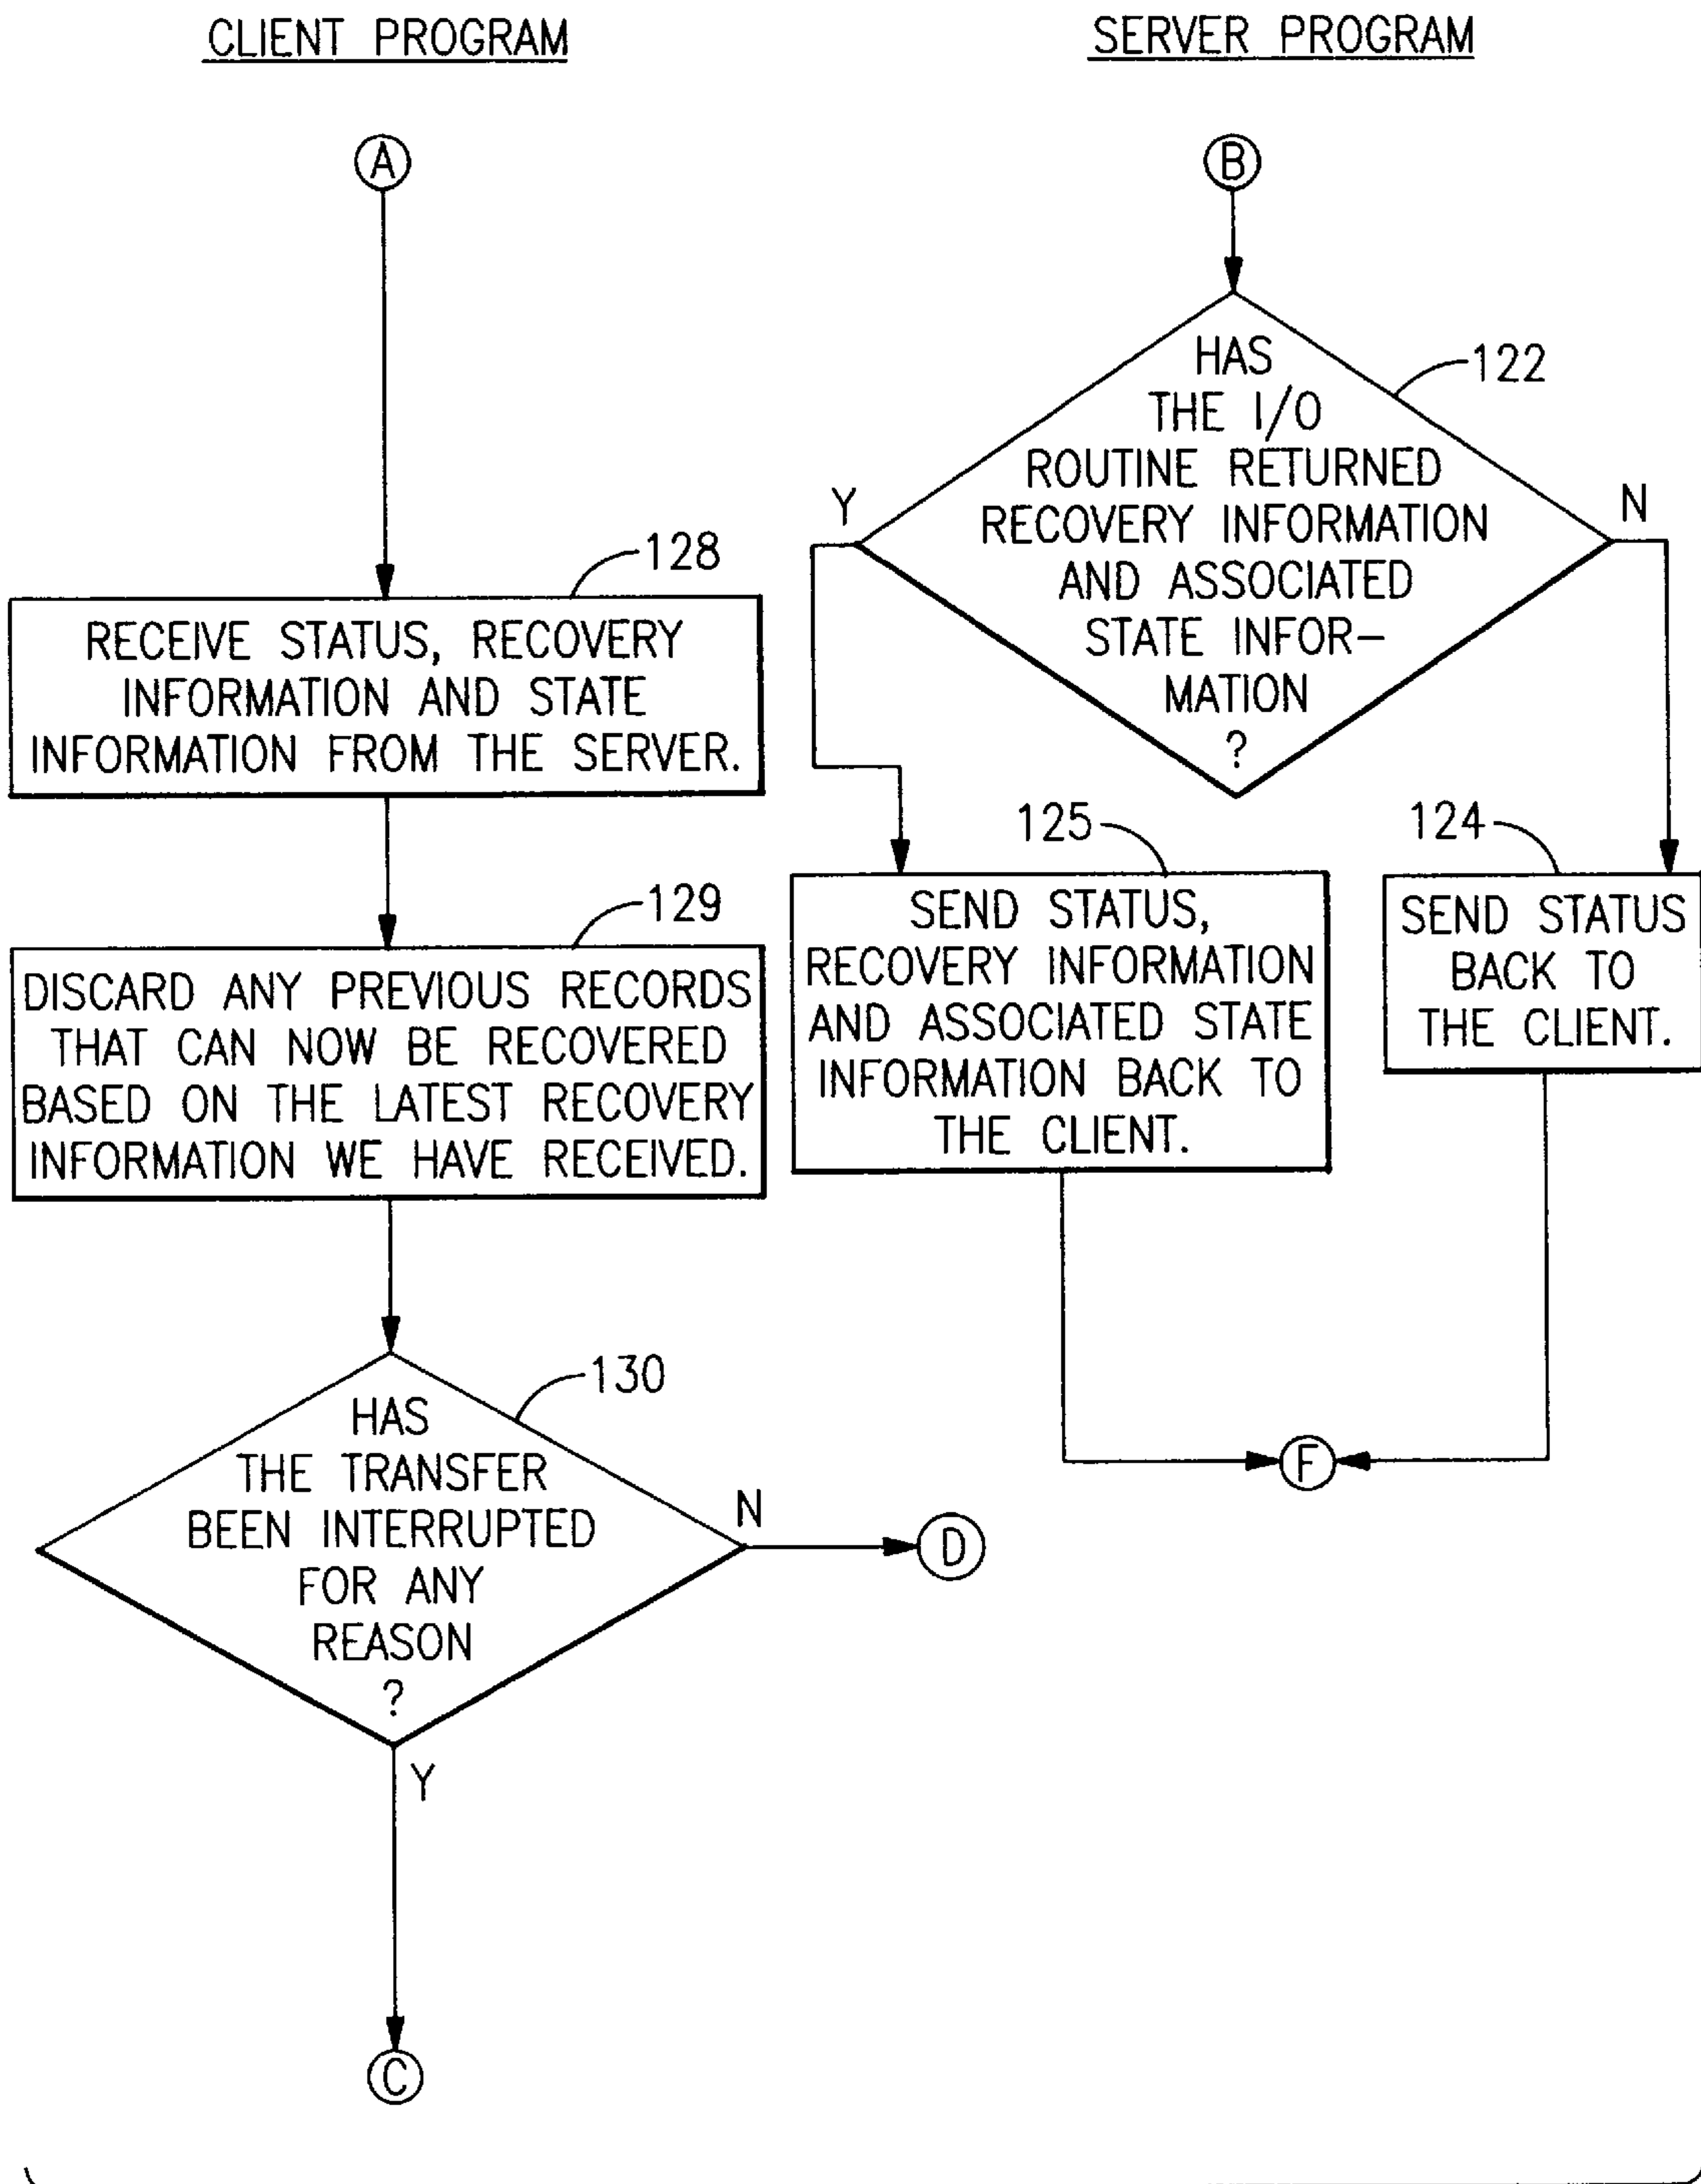 CLIENT PROGRAM
A
128
RECEIVE STATUS, RECOVERY
INFORMATION AND STATE
INFORMATION FROM THE SERVER.
129
DISCARD ANY PREVIOUS RECORDS
THAT CAN NOW BE RECOVERED
BASED ON THE LATEST RECOVERY
INFORMATION WE HAVE RECEIVED.
130
HAS
THE TRANSFER
BEEN INTERRUPTED
FOR ANY
REASON
?
N
D
Y
C
SERVER PROGRAM
B
122
HAS
THE I/O
ROUTINE RETURNED
RECOVERY INFORMATION
AND ASSOCIATED
STATE INFOR-
MATION
?
Y
N
125
SEND STATUS,
RECOVERY INFORMATION
AND ASSOCIATED STATE
INFORMATION BACK TO
THE CLIENT.
124
SEND STATUS
BACK TO
THE CLIENT.
F